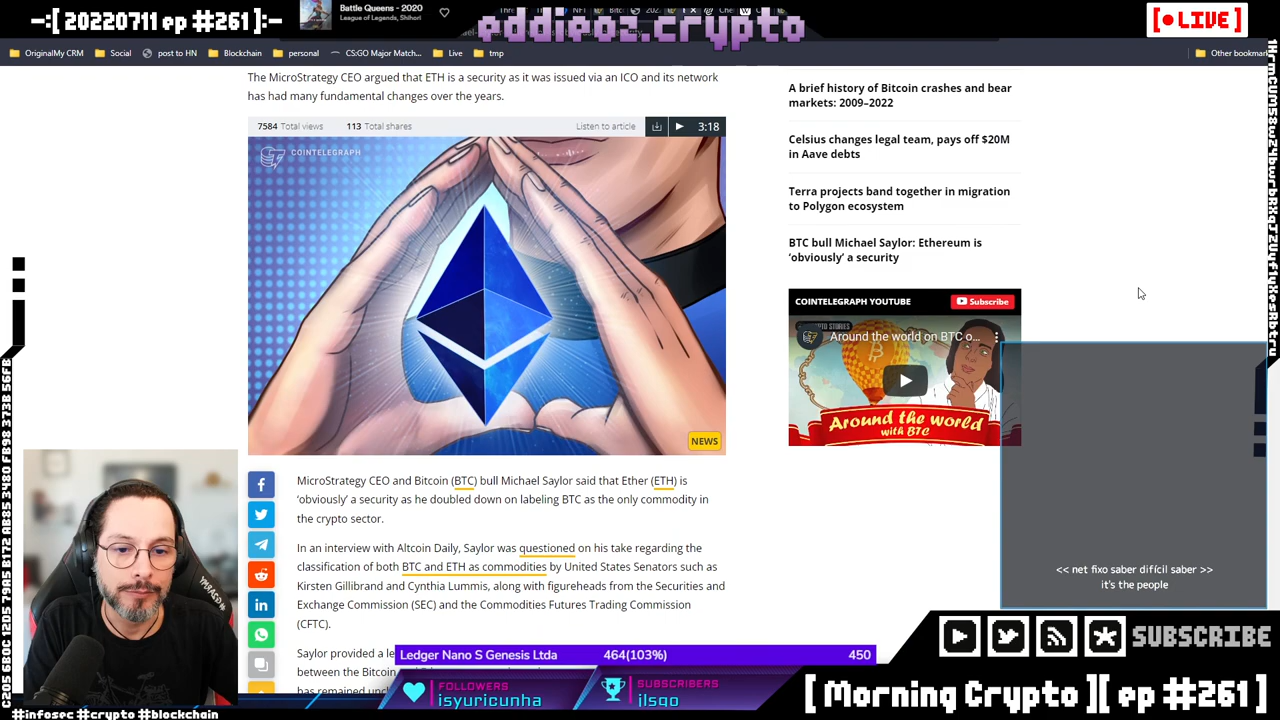 -:[ 20220711 ep #261 ]:-
Battle Queens - 2020
League of Legends, Shihori
eddieoz.crypto
[ LIVE ]
OriginalMy CRM
Social
post to HN
Blotckchain
personal
CS:GO Major Match...
Live
tmp
Other bookmar
The MicroStrategy CEO argued that ETH is a security as it was issued via an ICO and its network
has had many fundamental changes over the years.
7584 Total views
113 Total shares
Listen to article
3:18
COINTELEGRAPH
NEWS
MicroStrategy CEO and Bitcoin (BTC) bull Michael Saylor said that Ether (ETH) is
‘obviously’ a security as he doubled down on labeling BTC as the only commodity in
the crypto sector.
In an interview with Altcoin Daily, Saylor was questioned on his take regarding the
classification of both BTC and ETH as commodities by United States Senators such as
Kirsten Gillibrand and Cynthia Lummis, along with figureheads from the Securities and
Exchange Commission (SEC) and the Commodities Futures Trading Commission
(CFTC).
Saylor provided a le
between the Bitcoin
A brief history of Bitcoin crashes and bear
markets: 2009–2022
Celsius changes legal team, pays off $20M
in Aave debts
Terra projects band together in migration
to Polygon ecosystem
BTC bull Michael Saylor: Ethereum is
‘obviously’ a security
COINTELEGRAPH YOUTUBE
Subscribe
Around the world on BTC o...
Around the world
with BTC
<< net fixo saber difícil saber >>
it's the people
Ledger Nano S Genesis Ltda
464(103%)
450
FOLLOWERS
isyuricunha
SUBSCRIBERS
ilsgo
SUBSCRIBE
[ Morning Crypto ][ ep #261 ]
#infosec #crypto #blockchain